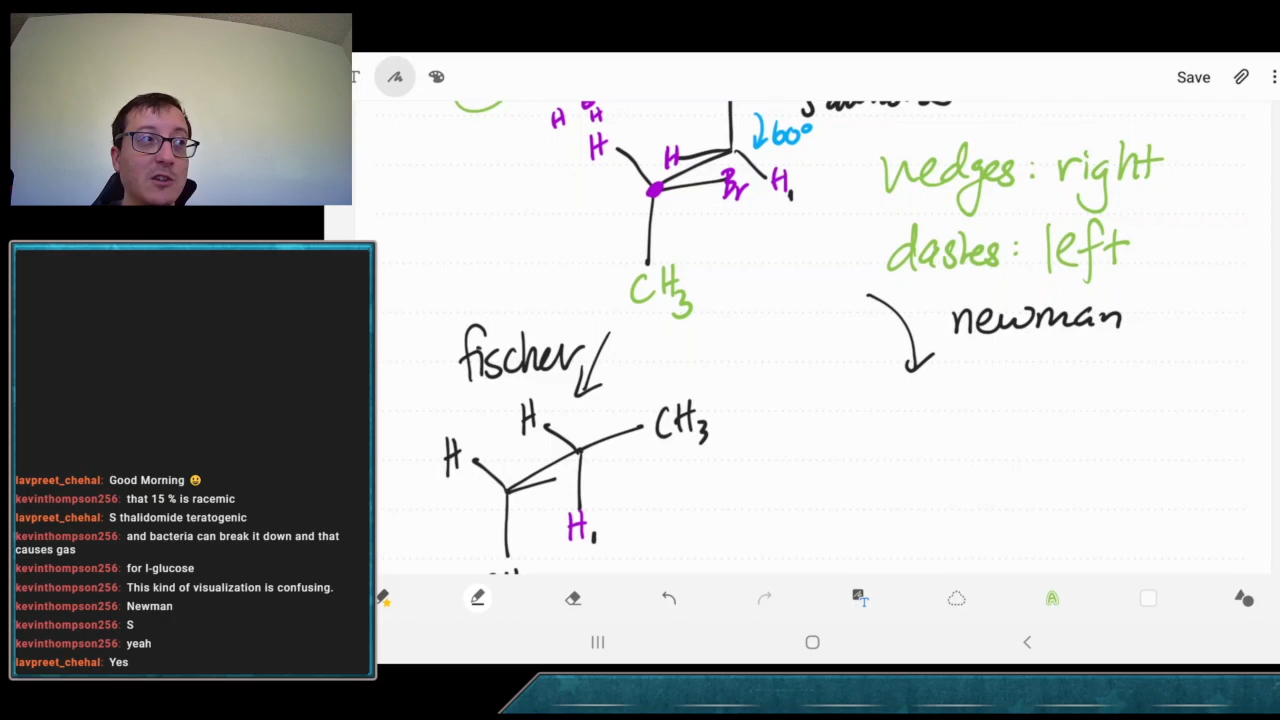 T
Save
H H
H
H
Br
H
60°
CH3
wedges: right
dashes: left
newman
fischer
H
CH3
H
H
lavpreet_chehal: Good Morning 😃
kevinthompson256: that 15 % is racemic
lavpreet_chehal: S thalidomide teratogenic
kevinthompson256: and bacteria can break it down and that
causes gas
kevinthompson256: for l-glucose
kevinthompson256: This kind of visualization is confusing.
kevinthompson256: Newman
kevinthompson256: S
kevinthompson256: yeah
lavpreet_chehal: Yes